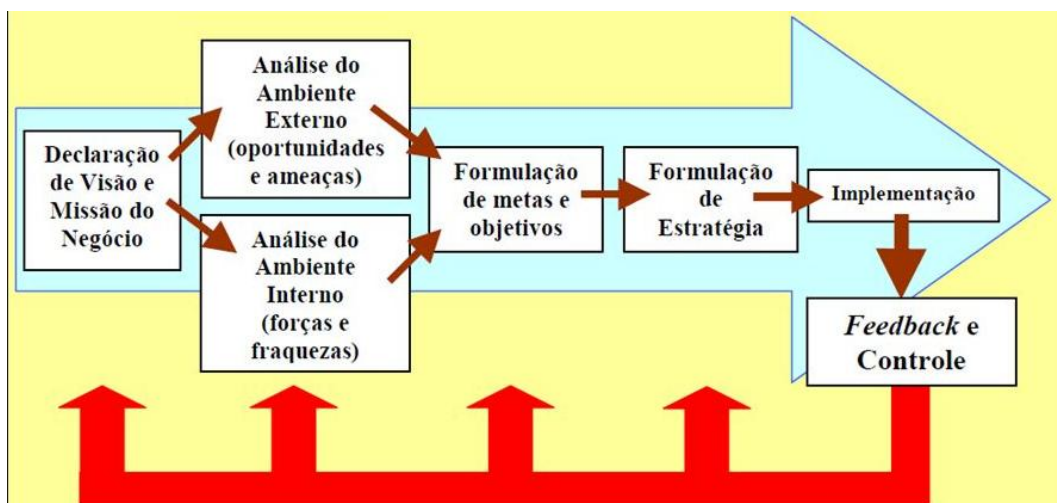 Declaração
de Visão e
Missão do
Negócio
Análise do
Ambiente
Externo
(oportunidades
e ameaças)
Análise do
Ambiente
Interno
(forças e
fraquezas)
Formulação
de metas e
objetivos
Formulação
de
Estratégia
Implementação
Feedback e
Controle